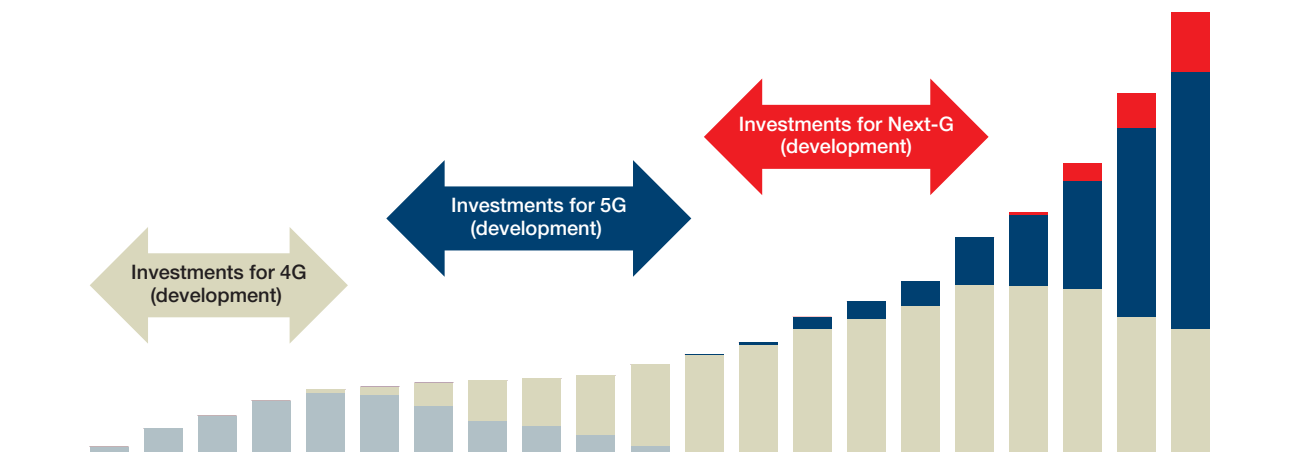 Investments for Next-G
(development)
Investments for 5G
(development)
Investments for 4G
(development)